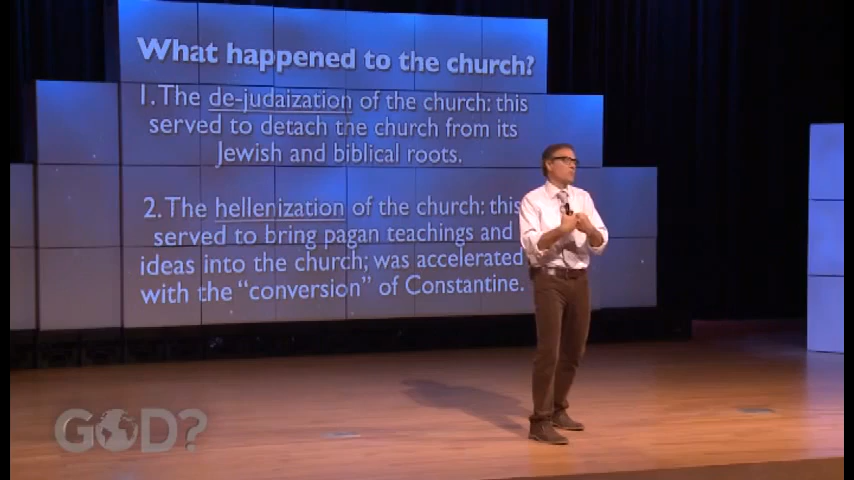 What happened to the church?
1. The de-judaization of the church: this
served to detach the church from its
Jewish and biblical roots.
2. The hellenization of the church: this
served to bring pagan teachings and
ideas into the church; was accelerated
with the “conversion” of Constantine.
GOD?